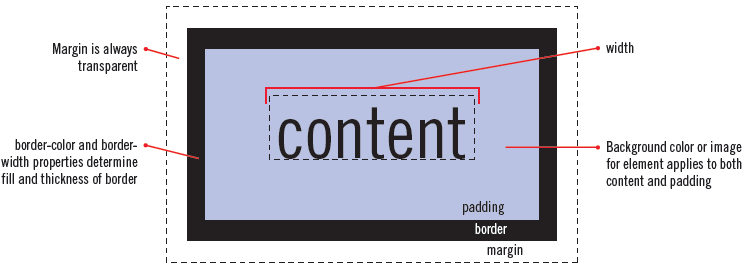 Margin is always
transparent
border-color and border-
width properties determine
fill and thickness of border
width
content
Background color or image
for element applies to both
content and padding
padding
border
margin